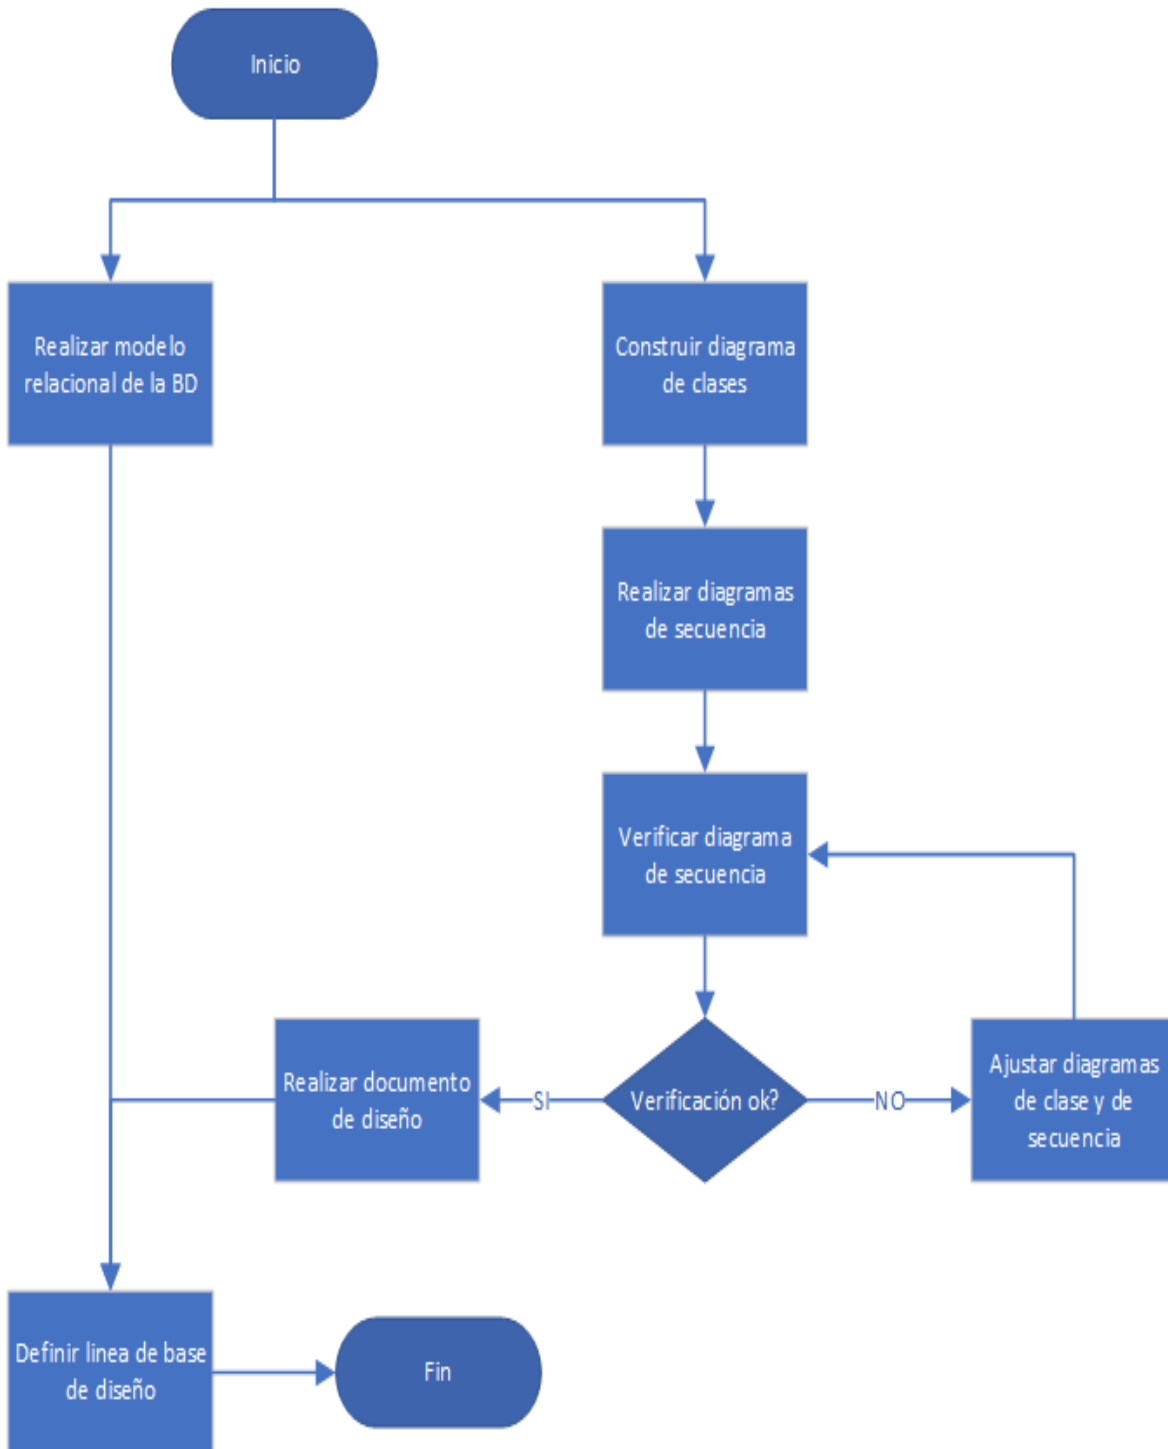 Inicio
Realizar modelo
relacional de la BD
Construir diagrama
de clases
Realizar diagramas
de secuencia
Verificar diagrama
de secuencia
Realizar documento
de diseño
SI
Verificación ok?
NO
Ajustar diagramas
de clase y de
secuencia
Definir linea de base
de diseño
Fin